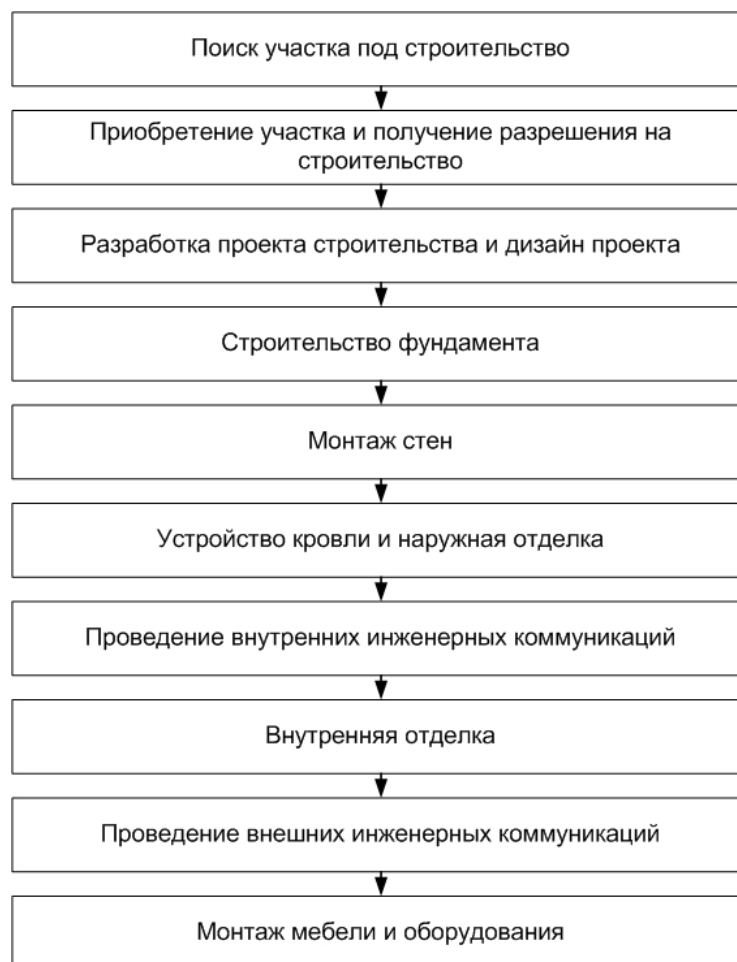 Поиск участка под строительство
Приобретение участка и получение разрешения на
строительство
Разработка проекта строительства и дизайн проекта
Строительство фундамента
Монтаж стен
Устройство кровли и наружная отделка
Проведение внутренних инженерных коммуникаций
Внутренняя отделка
Проведение внешних инженерных коммуникаций
Монтаж мебели и оборудования